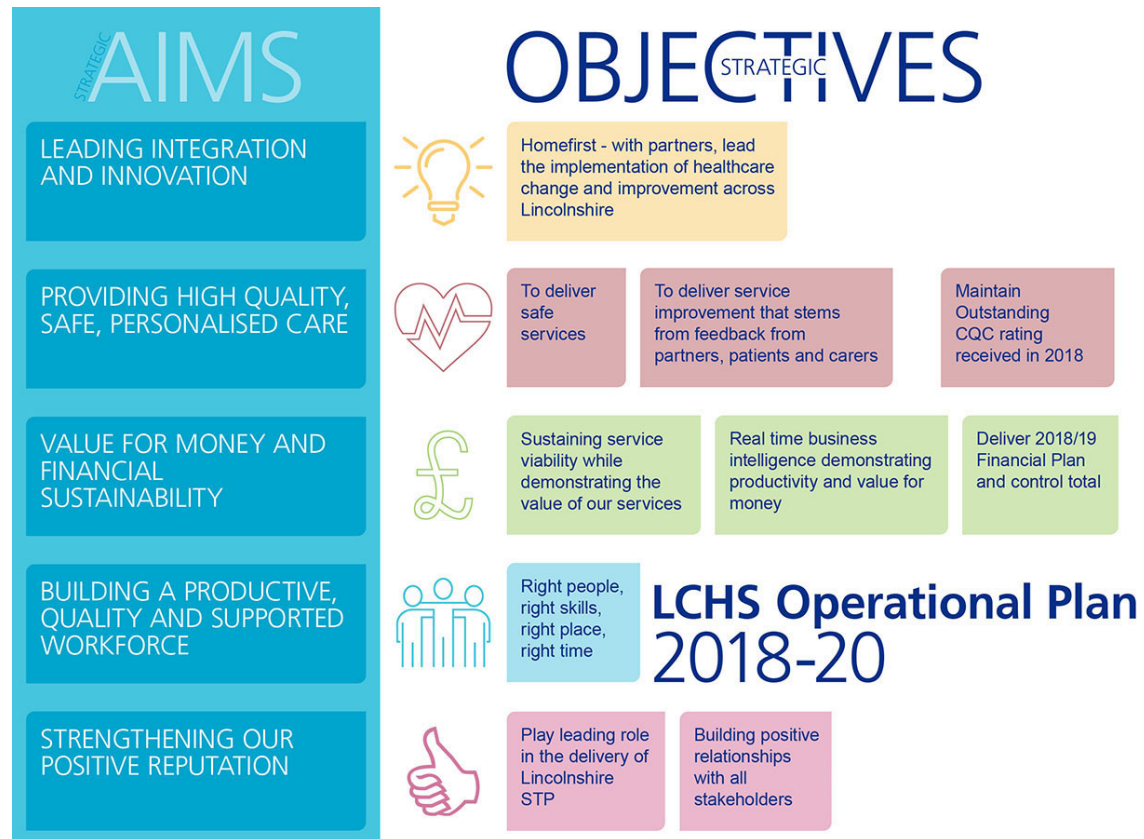 STRATEGIC
AIMS
OBJECTIVES
STRATEGIC
LEADING INTEGRATION
AND INNOVATION
Homefirst - with partners, lead
the implementation of healthcare
change and improvement across
Lincolnshire
PROVIDING HIGH QUALITY,
SAFE, PERSONALISED CARE
To deliver
safe
services
To deliver service
improvement that stems
from feedback from
partners, patients and carers
Maintain
Outstanding
CQC rating
received in 2018
VALUE FOR MONEY AND
FINANCIAL
SUSTAINABILITY
Sustaining service
viability while
demonstrating the
value of our services
Real time business
intelligence demonstrating
productivity and value for
money
Deliver 2018/19
Financial Plan
and control total
BUILDING A PRODUCTIVE,
QUALITY AND SUPPORTED
WORKFORCE
Right people,
right skills,
right place,
right time
LCHS Operational Plan
2018-20
STRENGTHENING OUR
POSITIVE REPUTATION
Play leading role
in the delivery of
Lincolnshire
STP
Building positive
relationships
with all
stakeholders